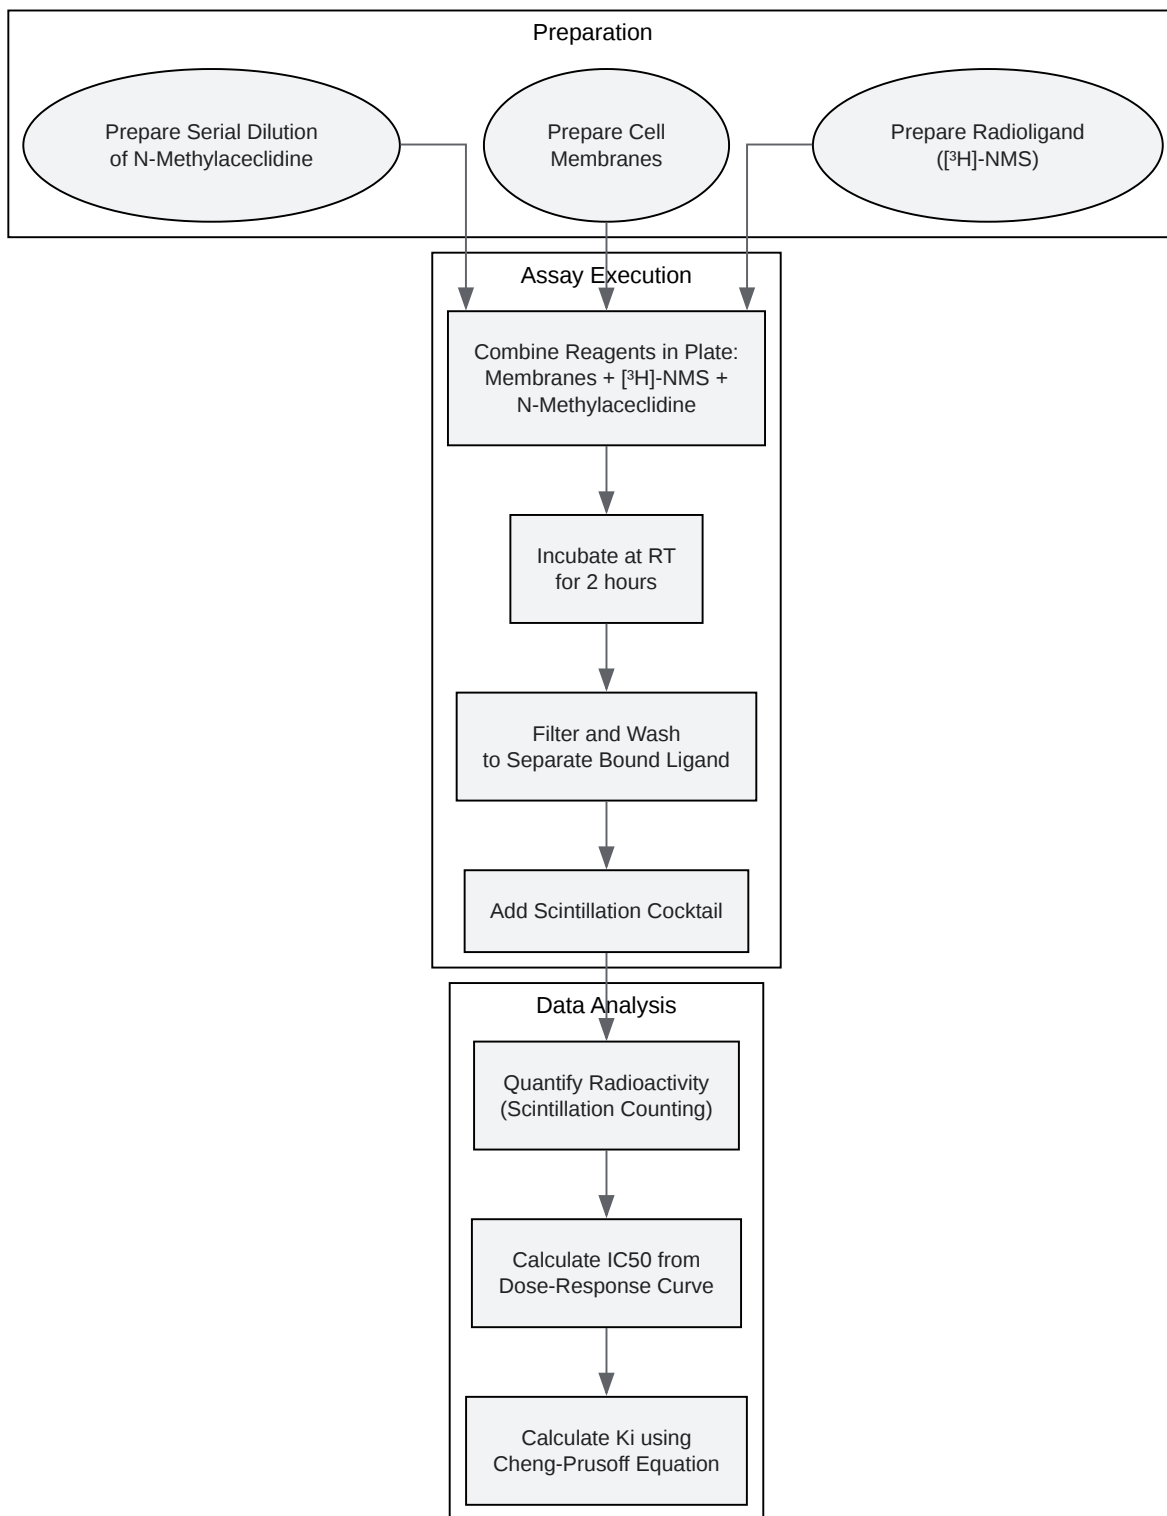 Preparation
Prepare Serial Dilution
of N-Methylaceclidine
Prepare Cell
Membranes
Prepare Radioligand
([³H]-NMS)
Assay Execution
Combine Reagents in Plate:
Membranes + [³H]-NMS +
N-Methylaceclidine
Incubate at RT
for 2 hours
Filter and Wash
to Separate Bound Ligand
Add Scintillation Cocktail
Data Analysis
Quantify Radioactivity
(Scintillation Counting)
Calculate IC50 from
Dose-Response Curve
Calculate Ki using
Cheng-Prusoff Equation